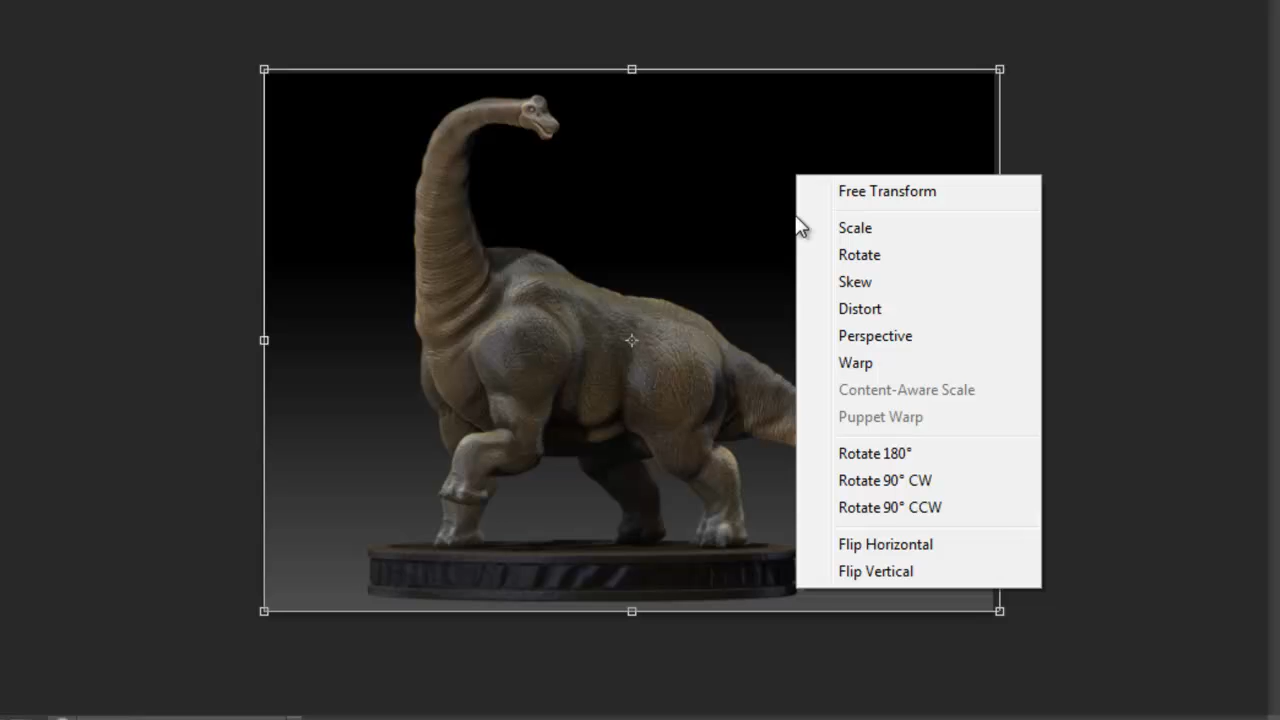 Free Transform
Scale
Rotate
Skew
Distort
Perspective
Warp
Content-Aware Scale
Puppet Warp
Rotate 180°
Rotate 90° CW
Rotate 90° CCW
Flip Horizontal
Flip Vertical